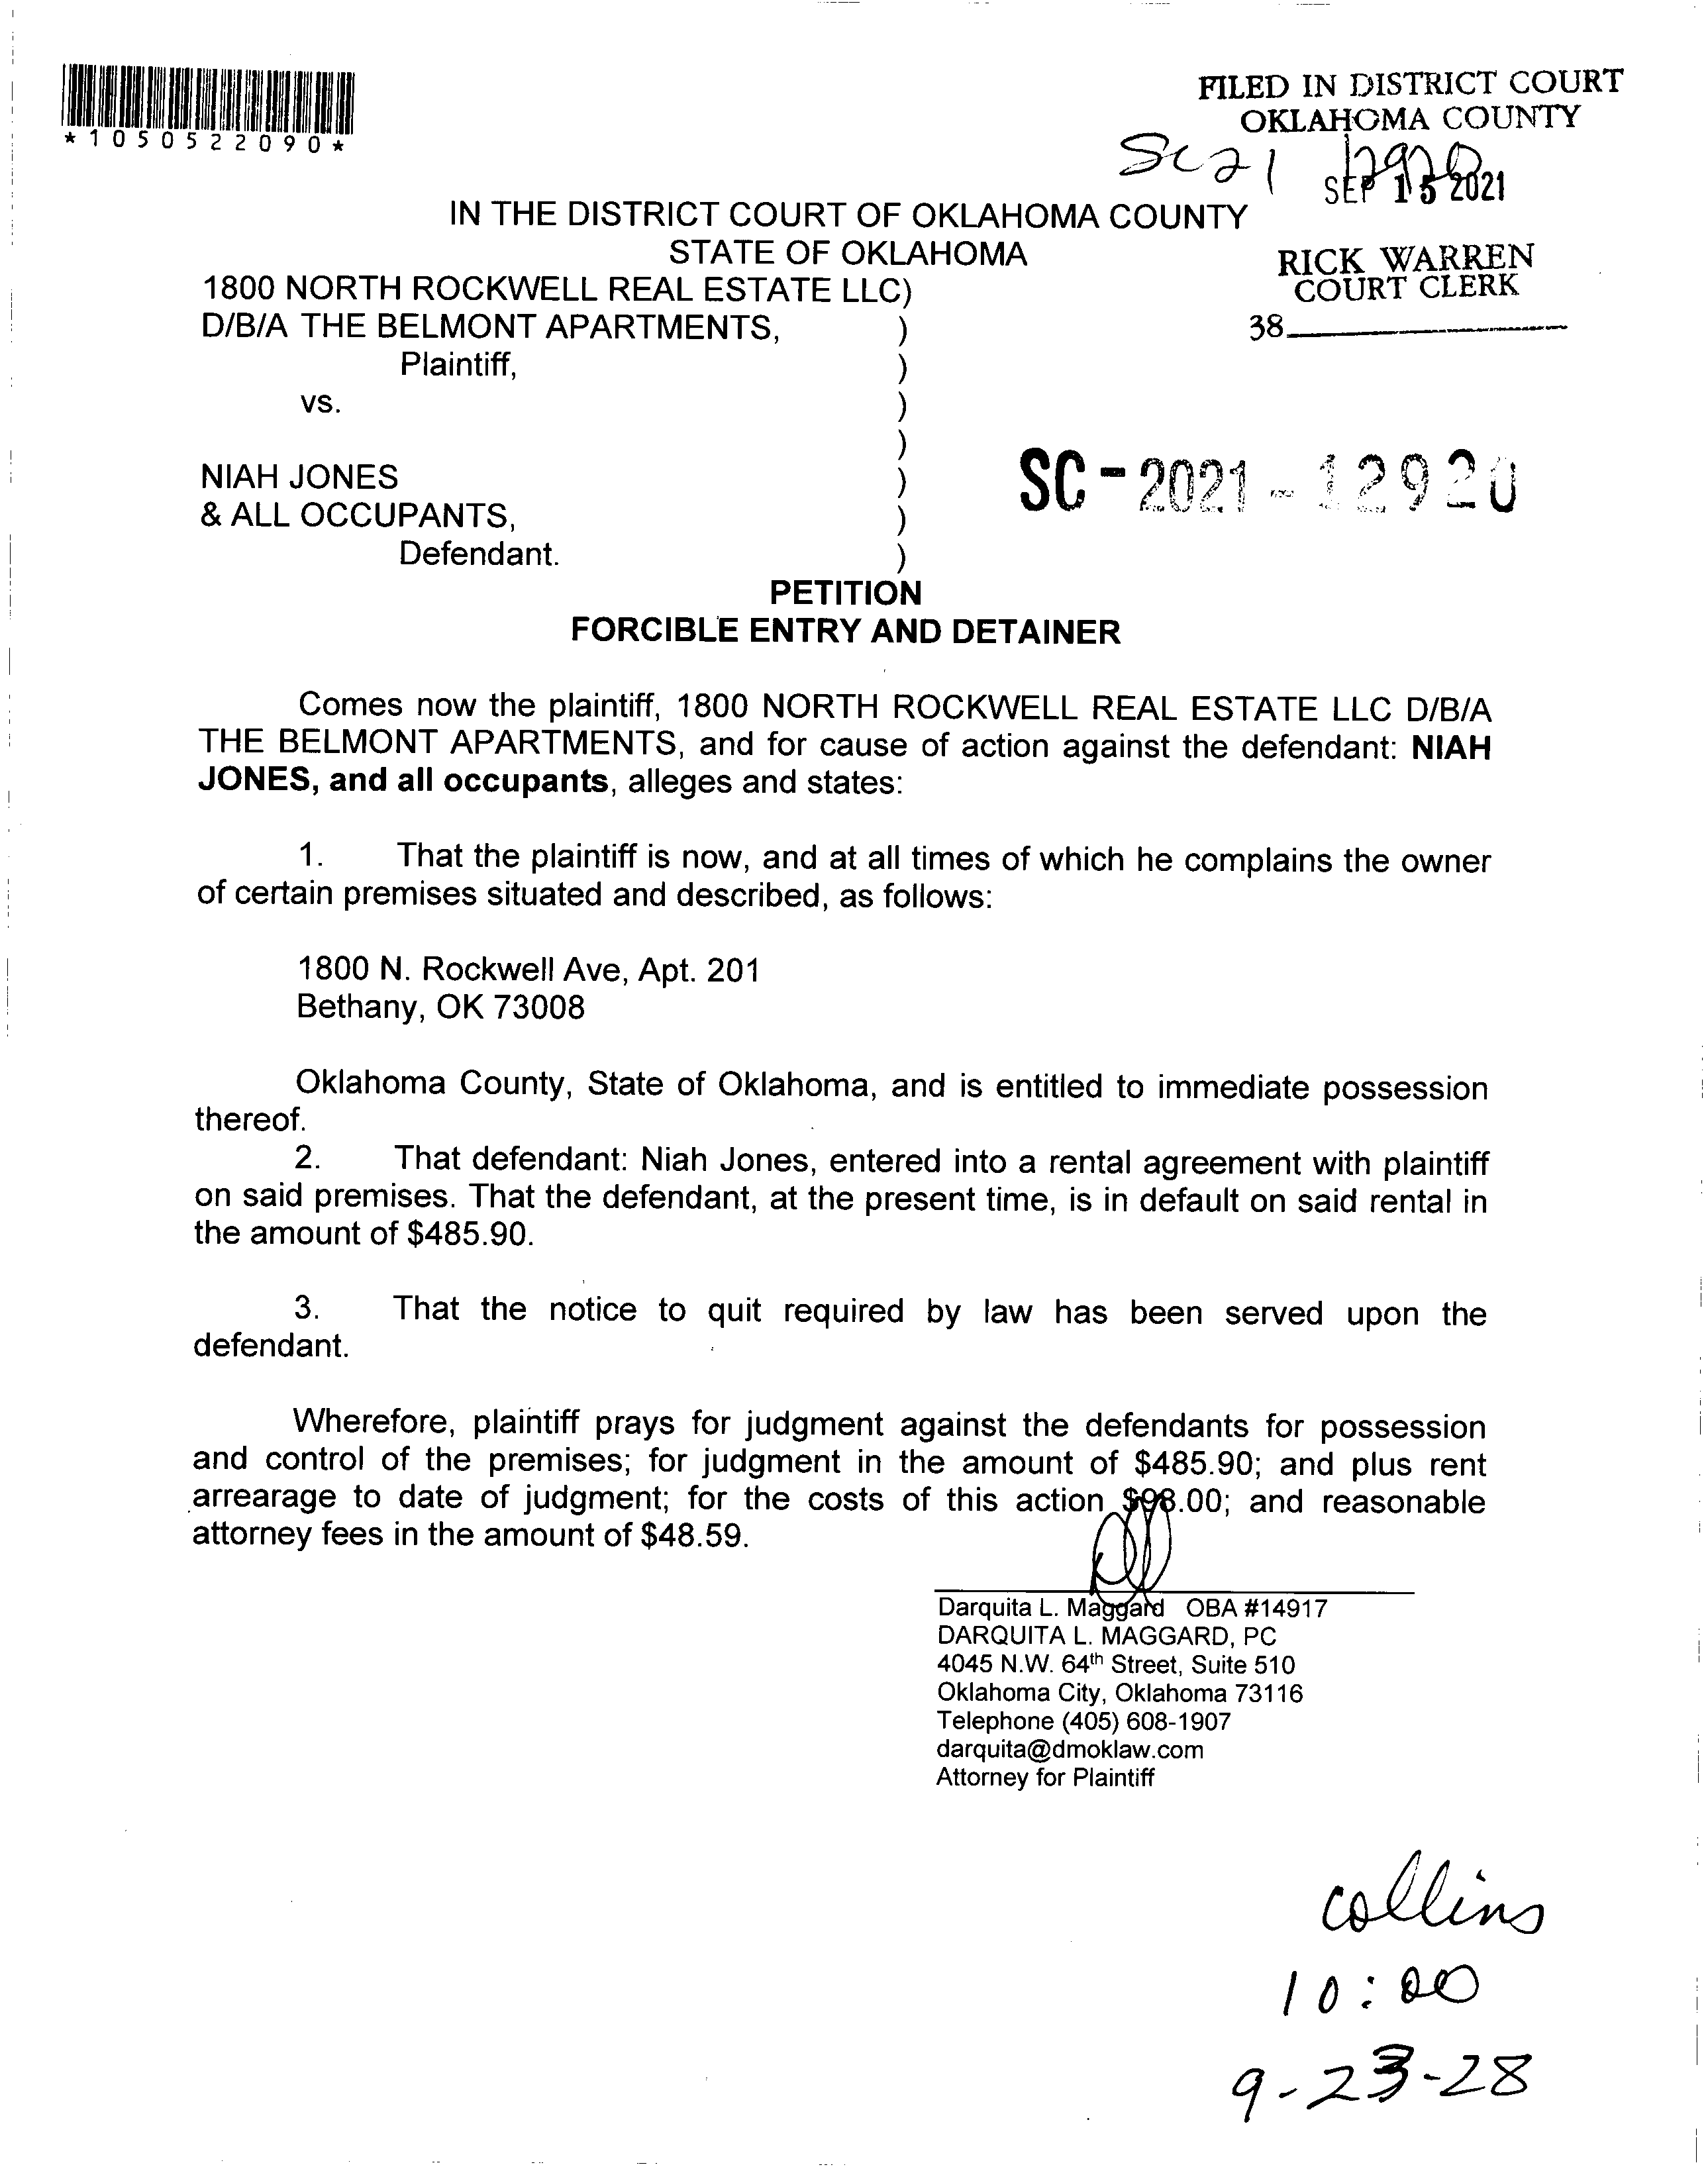 *1050522090*
FILED IN DISTRICT COURT
OKLAHOMA COUNTY
SC21 12920
SEP 15 2021
RICK WARREN
COURT CLERK
38
IN THE DISTRICT COURT OF OKLAHOMA COUNTY
STATE OF OKLAHOMA
1800 NORTH ROCKWELL REAL ESTATE LLC)
D/B/A THE BELMONT APARTMENTS, )
Plaintiff, )
vs. )
)
NIAH JONES )
& ALL OCCUPANTS, )
Defendant. )
SC-2021-12920
PETITION
FORCIBLE ENTRY AND DETAINER
Comes now the plaintiff, 1800 NORTH ROCKWELL REAL ESTATE LLC D/B/A
THE BELMONT APARTMENTS, and for cause of action against the defendant: NIAH
JONES, and all occupants, alleges and states:
1. That the plaintiff is now, and at all times of which he complains the owner
of certain premises situated and described, as follows:
1800 N. Rockwell Ave, Apt. 201
Bethany, OK 73008
Oklahoma County, State of Oklahoma, and is entitled to immediate possession
thereof.
2. That defendant: Niah Jones, entered into a rental agreement with plaintiff
on said premises. That the defendant, at the present time, is in default on said rental in
the amount of $485.90.
3. That the notice to quit required by law has been served upon the
defendant.
Wherefore, plaintiff prays for judgment against the defendants for possession
and control of the premises; for judgment in the amount of $485.90; and plus rent
arrearage to date of judgment; for the costs of this action $98.00; and reasonable
attorney fees in the amount of $48.59.
Darquita L. Maggard OBA #14917
DARQUITA L. MAGGARD, PC
4045 N.W. 64th Street, Suite 510
Oklahoma City, Oklahoma 73116
Telephone (405) 608-1907
darquita@dmoklaw.com
Attorney for Plaintiff
collins
10:00
9-23-28